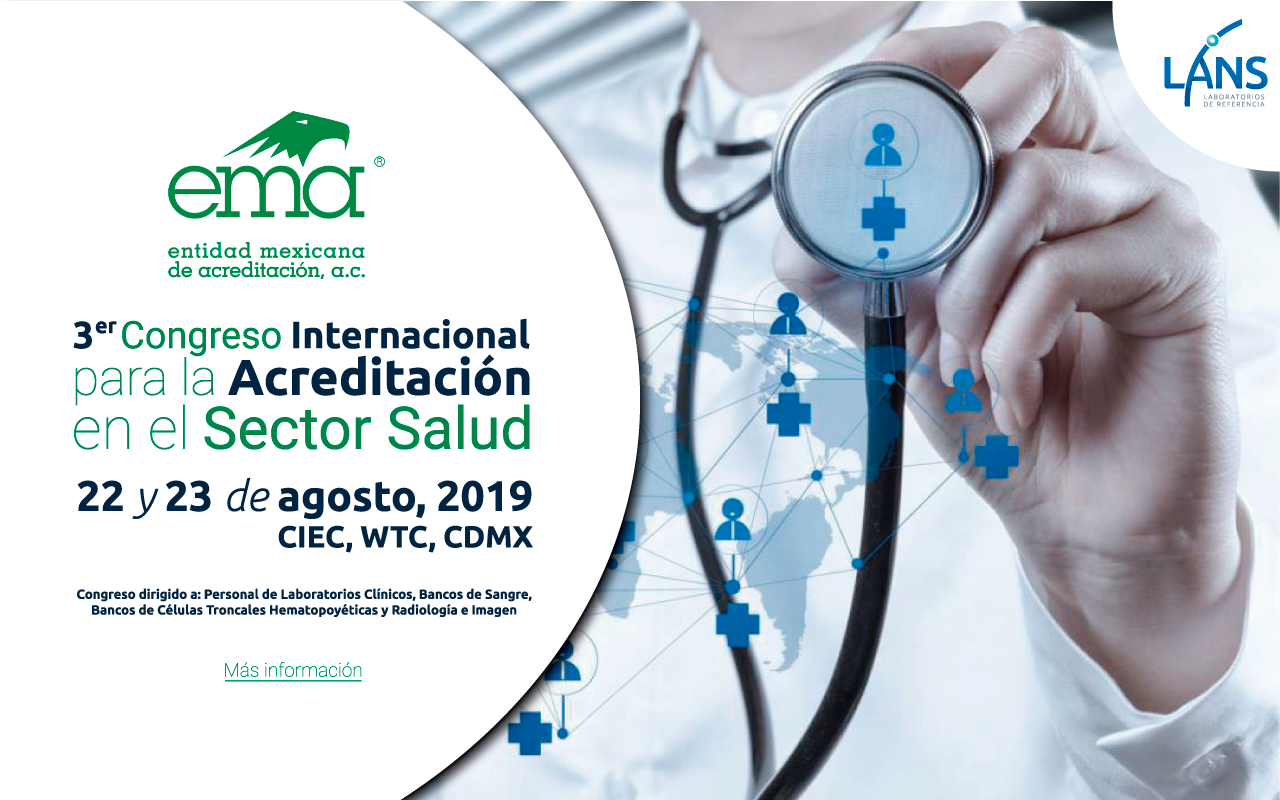 ema®
entidad mexicana
de acreditación, a.c.
3er Congreso Internacional
para la Acreditación
en el Sector Salud
22 y 23 de agosto, 2019
CIEC, WTC, CDMX
Congreso dirigido a: Personal de Laboratorios Clínicos, Bancos de Sangre,
Bancos de Células Troncales Hematopoyéticas y Radiología e Imagen
Más información
LANS
LABORATORIOS
DE REFERENCIA